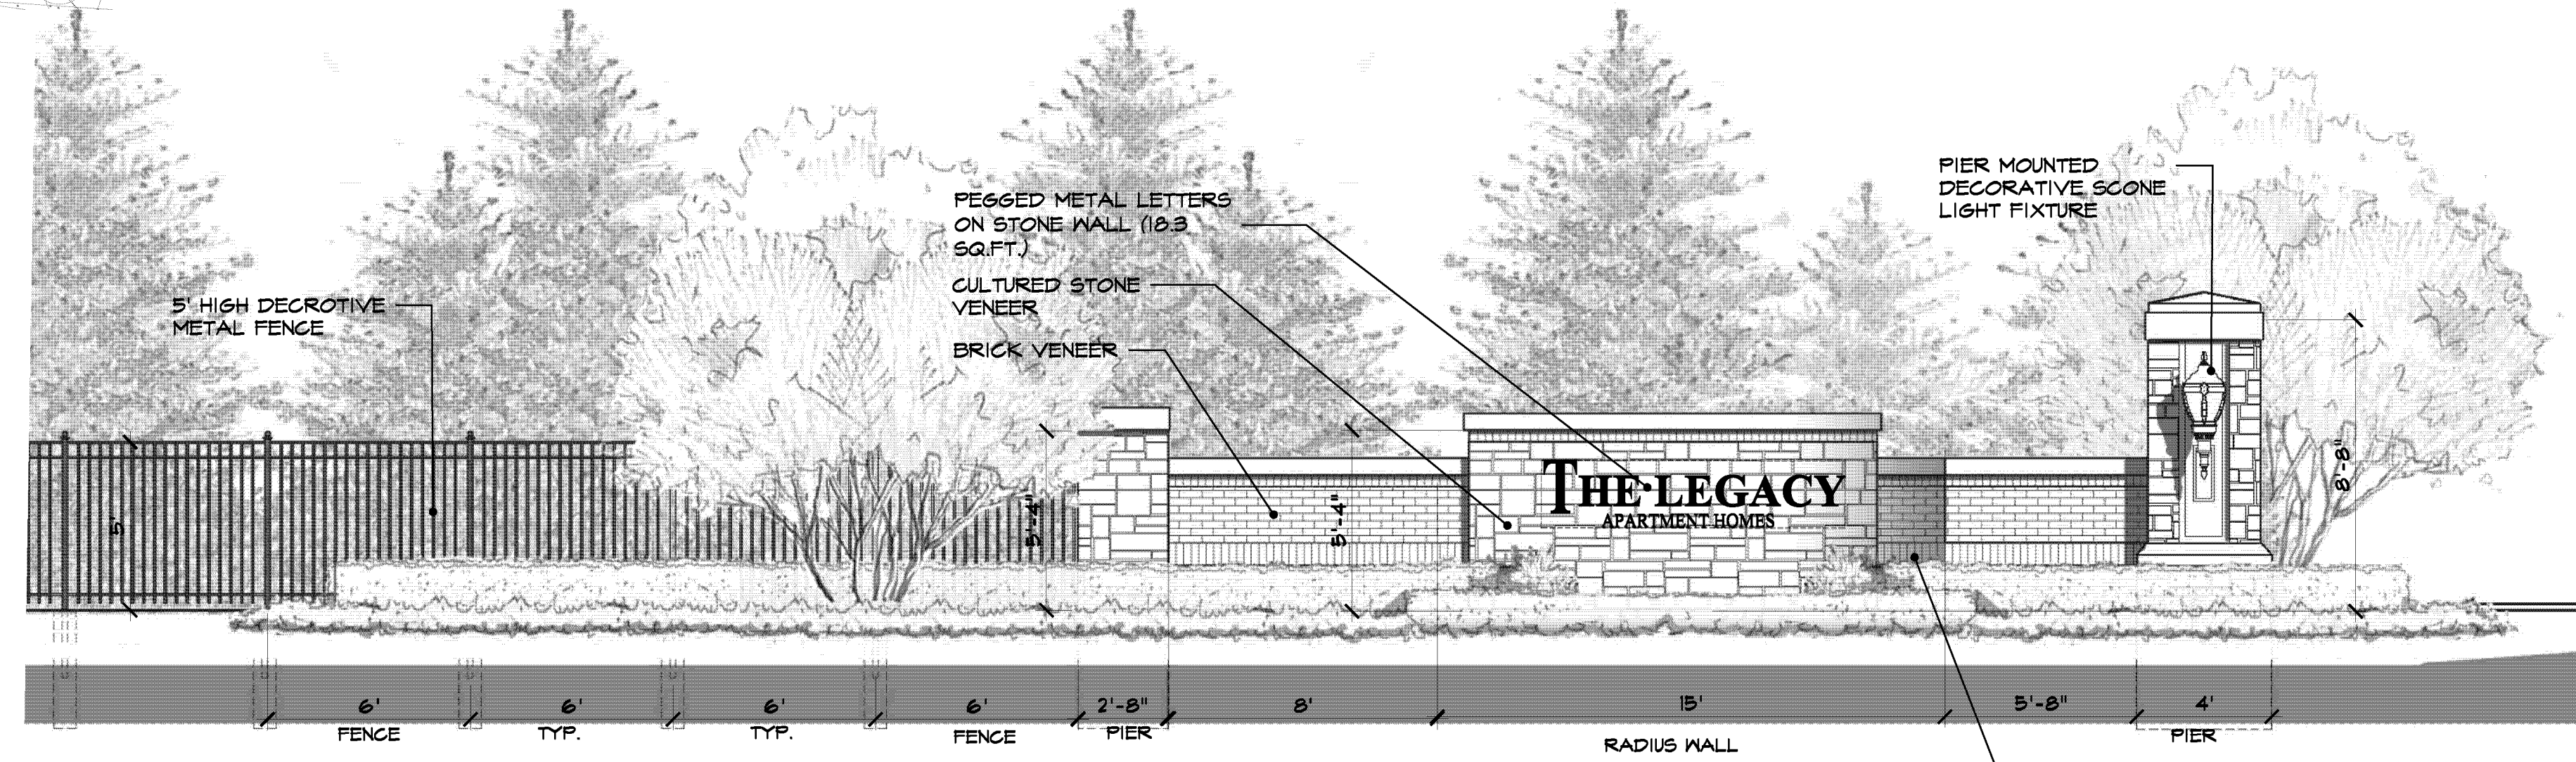 PEGGED METAL LETTERS
ON STONE WALL (18.3
SQ.FT.)
CULTURED STONE
VENEER
BRICK VENEER
PIER MOUNTED
DECORATIVE SCONE
LIGHT FIXTURE
5' HIGH DECROTIVE
METAL FENCE
THE LEGACY
APARTMENT HOMES
5'
5'-4"
5'-4"
8'-8"
6'
6'
6'
6'
2'-8"
8'
15'
5'-8"
4'
FENCE
TYP.
TYP.
FENCE
PIER
RADIUS WALL
PIER